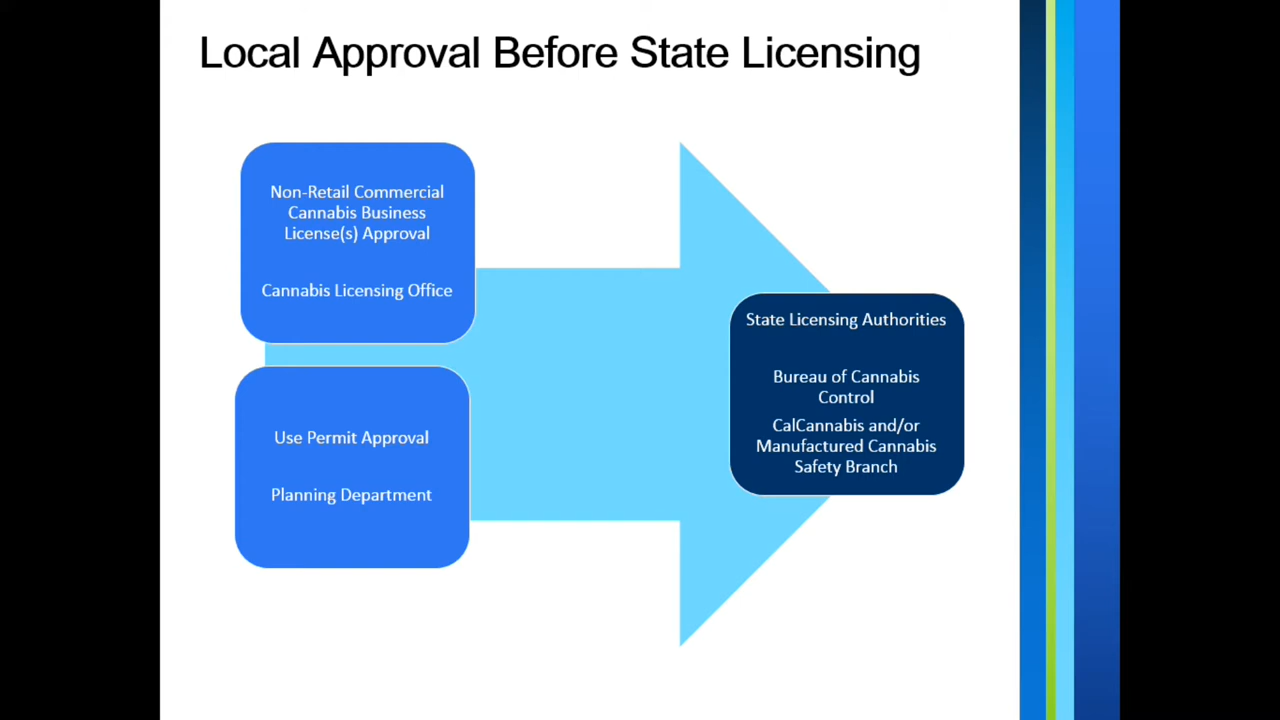 Local Approval Before State Licensing
Non-Retail Commercial
Cannabis Business
License(s) Approval
Cannabis Licensing Office
Use Permit Approval
Planning Department
State Licensing Authorities
Bureau of Cannabis
Control
CalCannabis and/or
Manufactured Cannabis
Safety Branch